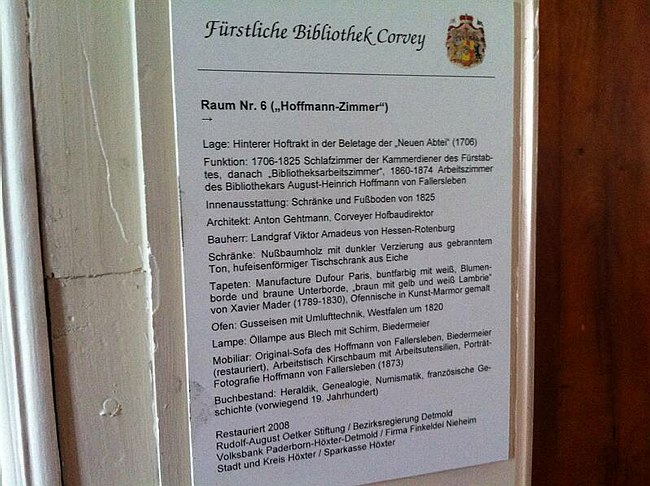 Fürstliche Bibliothek Corvey
Raum Nr. 6 („Hoffmann-Zimmer“)
→
Lage: Hinterer Hoftrakt in der Beletage der „Neuen Abtei“ (1706)
Funktion: 1706-1825 Schlafzimmer der Kammerdiener des Fürstab-
tes, danach „Bibliotheksarbeitszimmer“, 1860-1874 Arbeitszimmer
des Bibliothekars August-Heinrich Hoffmann von Fallersleben
Innenausstattung: Schränke und Fußboden von 1825
Architekt: Anton Gehtmann, Corveyer Hofbaudirektor
Bauherr: Landgraf Viktor Amadeus von Hessen-Rotenburg
Schränke: Nußbaumholz mit dunkler Verzierung aus gebranntem
Ton, hufeisenförmiger Tischschrank aus Eiche
Tapeten: Manufacture Dufour Paris, buntfarbig mit weiß, Blumen-
borde und braune Unterborde, „braun mit gelb und weiß Lambrie“
von Xavier Mader (1789-1830), Ofennische in Kunst-Marmor gemalt
Ofen: Gusseisen mit Umlufttechnik, Westfalen um 1820
Lampe: Öllampe aus Blech mit Schirm, Biedermeier
Mobiliar: Original-Sofa des Hoffmann von Fallersleben, Biedermeier
(restauriert), Arbeitstisch Kirschbaum mit Arbeitsutensilien, Porträt-
Fotografie Hoffmann von Fallersleben (1873)
Buchbestand: Heraldik, Genealogie, Numismatik, französische Ge-
schichte (vorwiegend 19. Jahrhundert)
Restauriert 2008
Rudolf-August Oetker Stiftung / Bezirksregierung Detmold
Volksbank Paderborn-Höxter-Detmold / Firma Finkeldei Nieheim
Stadt und Kreis Höxter / Sparkasse Höxter